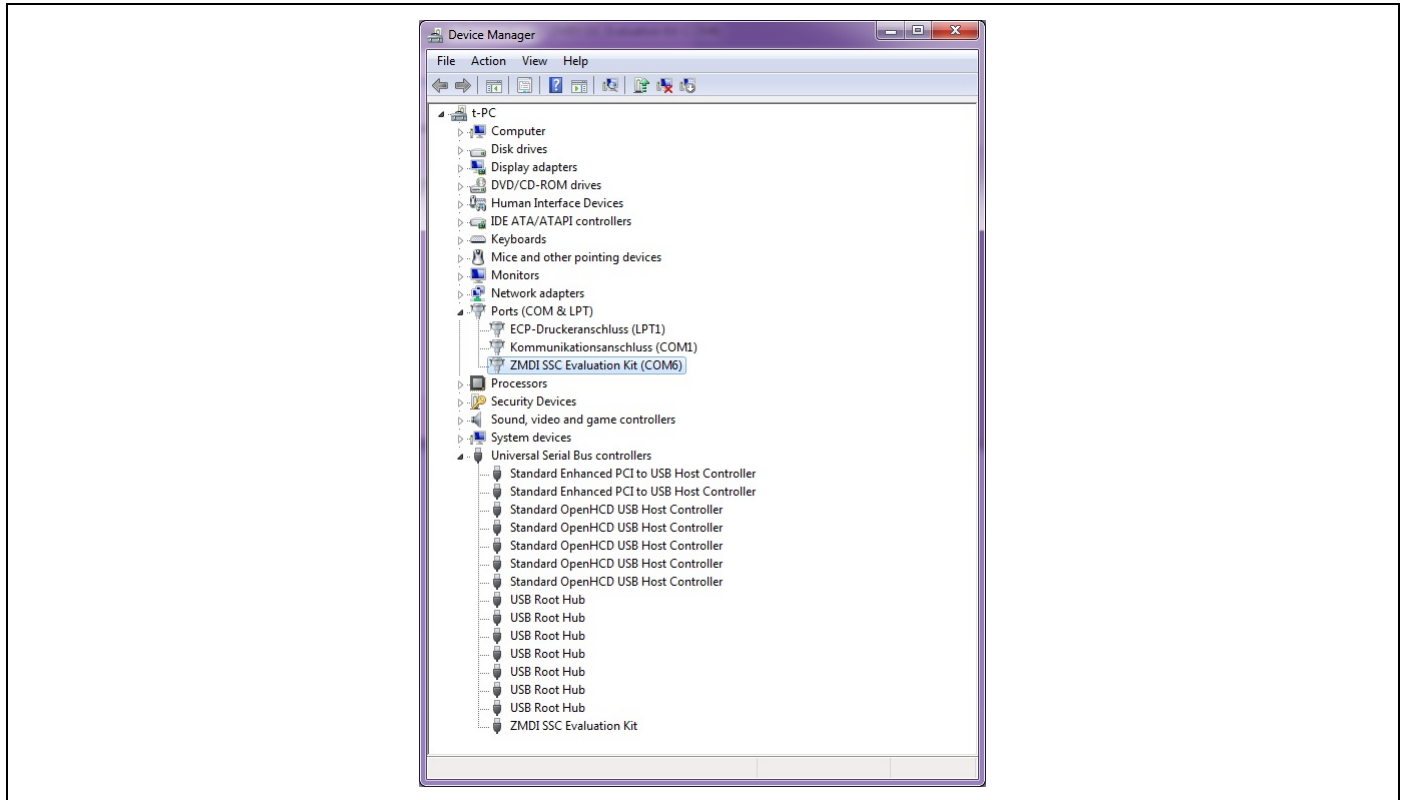 Device Manager
File Action View Help
t-PC
Computer
Disk drives
Display adapters
DVD/CD-ROM drives
Human Interface Devices
IDE ATA/ATAPI controllers
Keyboards
Mice and other pointing devices
Monitors
Network adapters
Ports (COM & LPT)
ECP-Druckeranschluss (LPT1)
Kommunikationsanschluss (COM1)
ZMDI SSC Evaluation Kit (COM6)
Processors
Security Devices
Sound, video and game controllers
System devices
Universal Serial Bus controllers
Standard Enhanced PCI to USB Host Controller
Standard Enhanced PCI to USB Host Controller
Standard OpenHCD USB Host Controller
Standard OpenHCD USB Host Controller
Standard OpenHCD USB Host Controller
Standard OpenHCD USB Host Controller
Standard OpenHCD USB Host Controller
USB Root Hub
USB Root Hub
USB Root Hub
USB Root Hub
USB Root Hub
USB Root Hub
USB Root Hub
ZMDI SSC Evaluation Kit